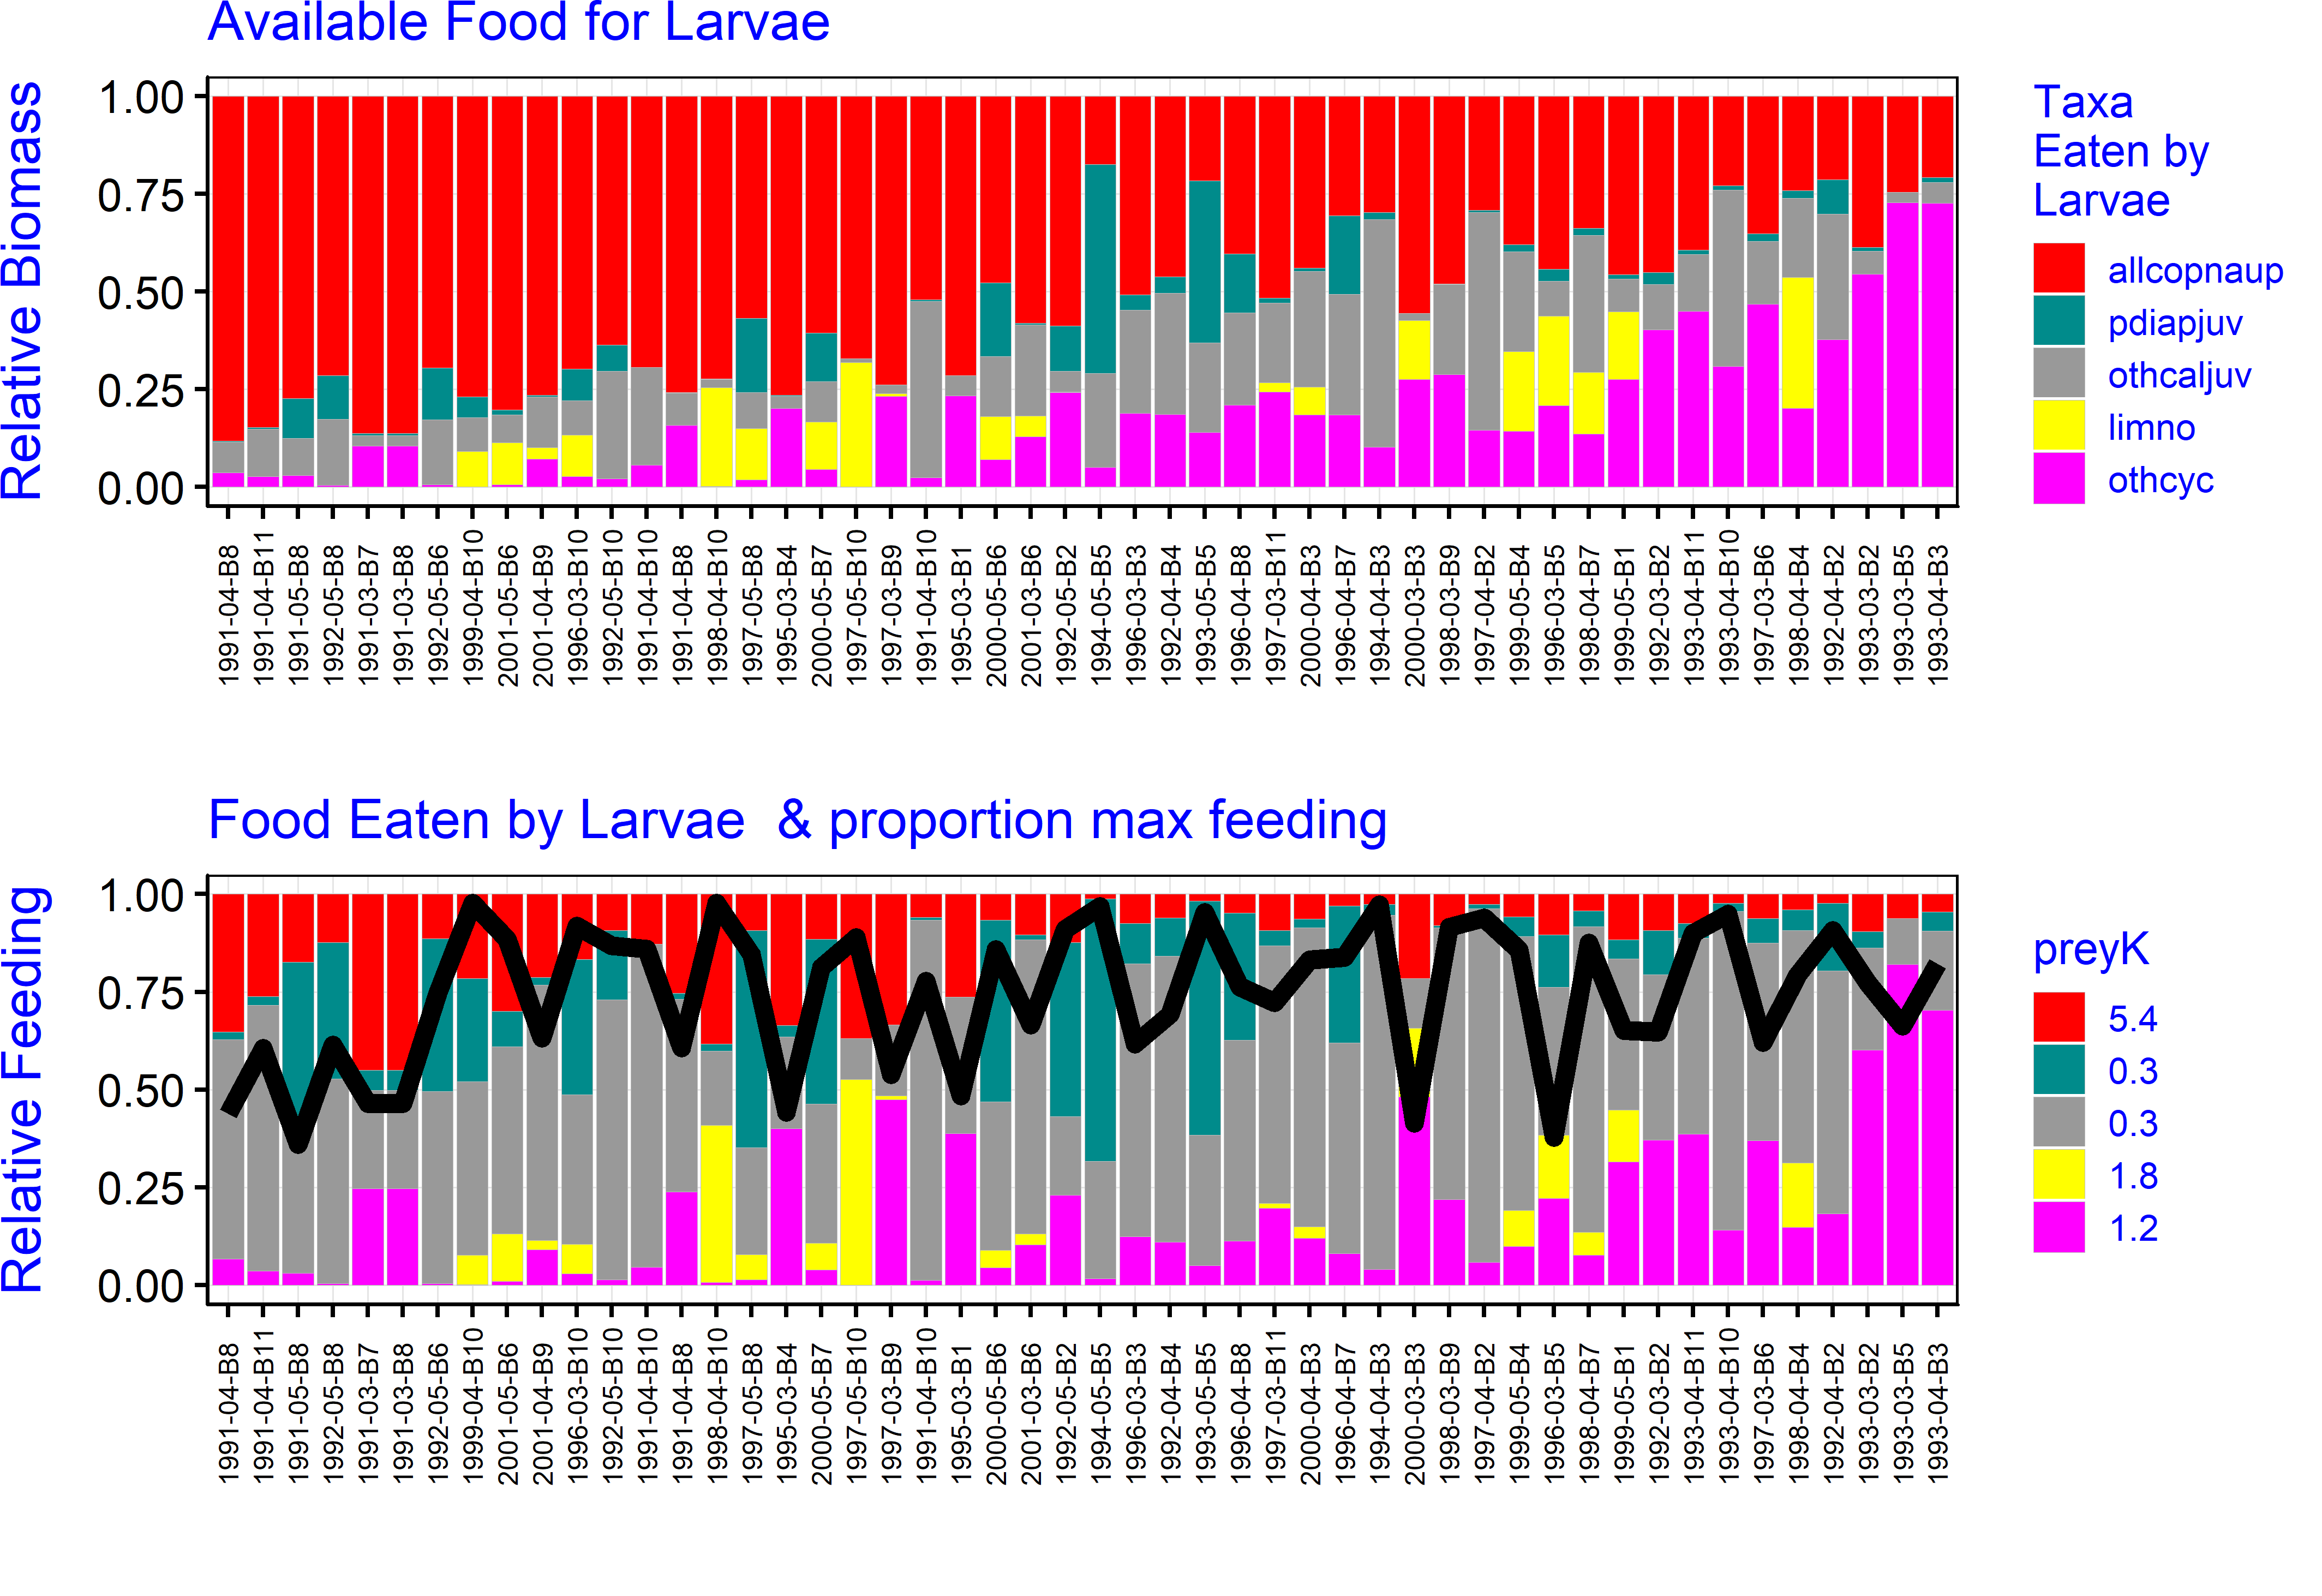 Available Food for Larvae
Relative Biomass
1.00
0.75
0.50
0.25
0.00
1991-04-B8
1991-04-B11
1991-05-B8
1992-05-B8
1991-03-B7
1991-03-B8
1992-05-B6
1999-04-B10
2001-05-B6
2001-04-B9
1996-03-B10
1992-05-B10
1991-04-B10
1991-04-B8
1998-04-B10
1997-05-B8
1995-03-B4
2000-05-B7
1997-05-B10
1997-03-B9
1991-04-B10
1995-03-B1
2000-05-B6
2001-03-B6
1992-05-B2
1994-05-B5
1996-03-B3
1992-04-B4
1993-05-B5
1996-04-B8
1997-03-B11
2000-04-B3
1996-04-B7
1994-04-B3
2000-03-B3
1998-03-B9
1997-04-B2
1999-05-B4
1996-03-B5
1998-04-B7
1999-05-B1
1992-03-B2
1993-04-B11
1993-04-B10
1997-03-B6
1998-04-B4
1992-04-B2
1993-03-B2
1993-03-B5
1993-04-B3
Taxa
Eaten by
Larvae
allcopnaup
pdiapjuv
othcaljuv
limno
othcyc
Food Eaten by Larvae & proportion max feeding
Relative Feeding
1.00
0.75
0.50
0.25
0.00
1991-04-B8
1991-04-B11
1991-05-B8
1992-05-B8
1991-03-B7
1991-03-B8
1992-05-B6
1999-04-B10
2001-05-B6
2001-04-B9
1996-03-B10
1992-05-B10
1991-04-B10
1991-04-B8
1998-04-B10
1997-05-B8
1995-03-B4
2000-05-B7
1997-05-B10
1997-03-B9
1991-04-B10
1995-03-B1
2000-05-B6
2001-03-B6
1992-05-B2
1994-05-B5
1996-03-B3
1992-04-B4
1993-05-B5
1996-04-B8
1997-03-B11
2000-04-B3
1996-04-B7
1994-04-B3
2000-03-B3
1998-03-B9
1997-04-B2
1999-05-B4
1996-03-B5
1998-04-B7
1999-05-B1
1992-03-B2
1993-04-B11
1993-04-B10
1997-03-B6
1998-04-B4
1992-04-B2
1993-03-B2
1993-03-B5
1993-04-B3
preyK
5.4
0.3
0.3
1.8
1.2